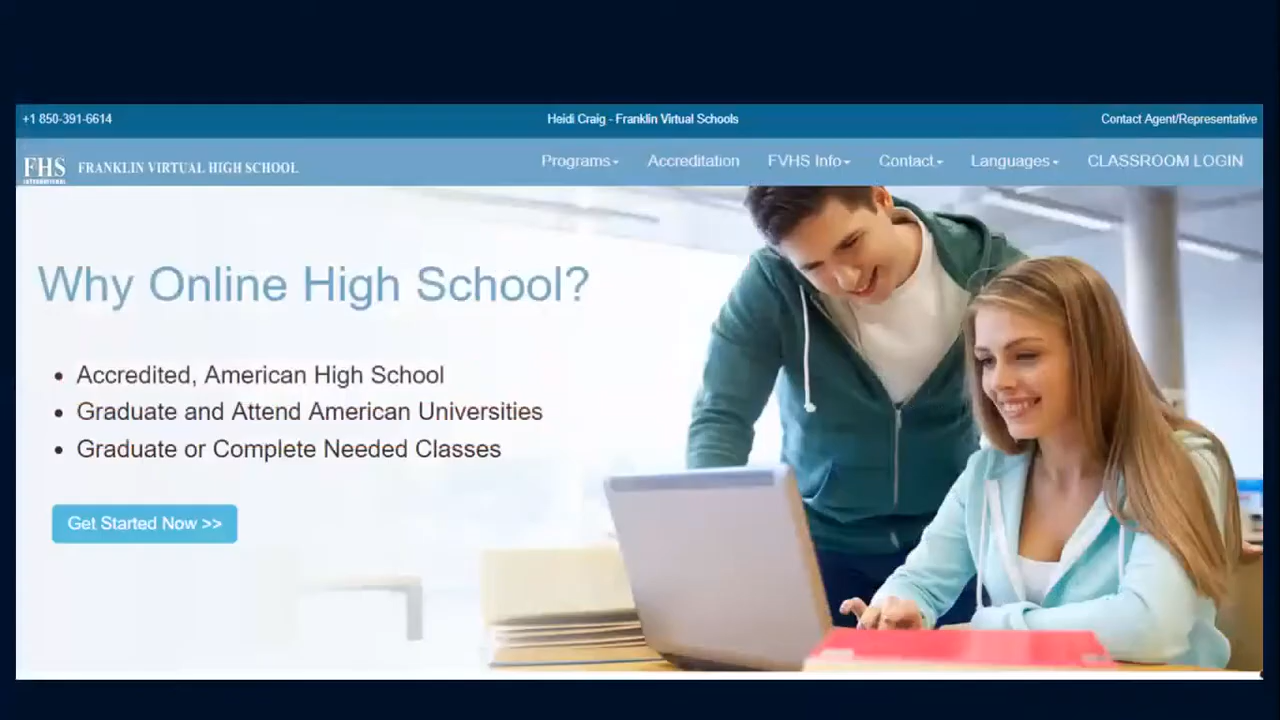 +1 850-391-6614
Heidi Craig - Franklin Virtual Schools
Contact Agent/Representative
FHS
INTERNATIONAL
FRANKLIN VIRTUAL HIGH SCHOOL
Programs
Accreditation
FVHS Info
Contact
Languages
CLASSROOM LOGIN
Why Online High School?
• Accredited, American High School
• Graduate and Attend American Universities
• Graduate or Complete Needed Classes
Get Started Now >>